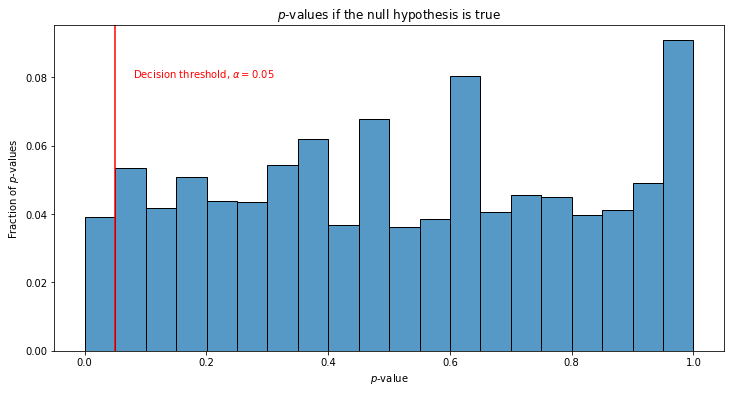 p-values if the null hypothesis is true
Decision threshold, α = 0.05
Fraction of p-values
0.08
0.06
0.04
0.02
0.00
0.0 0.2 0.4 0.6 0.8 1.0
p-value